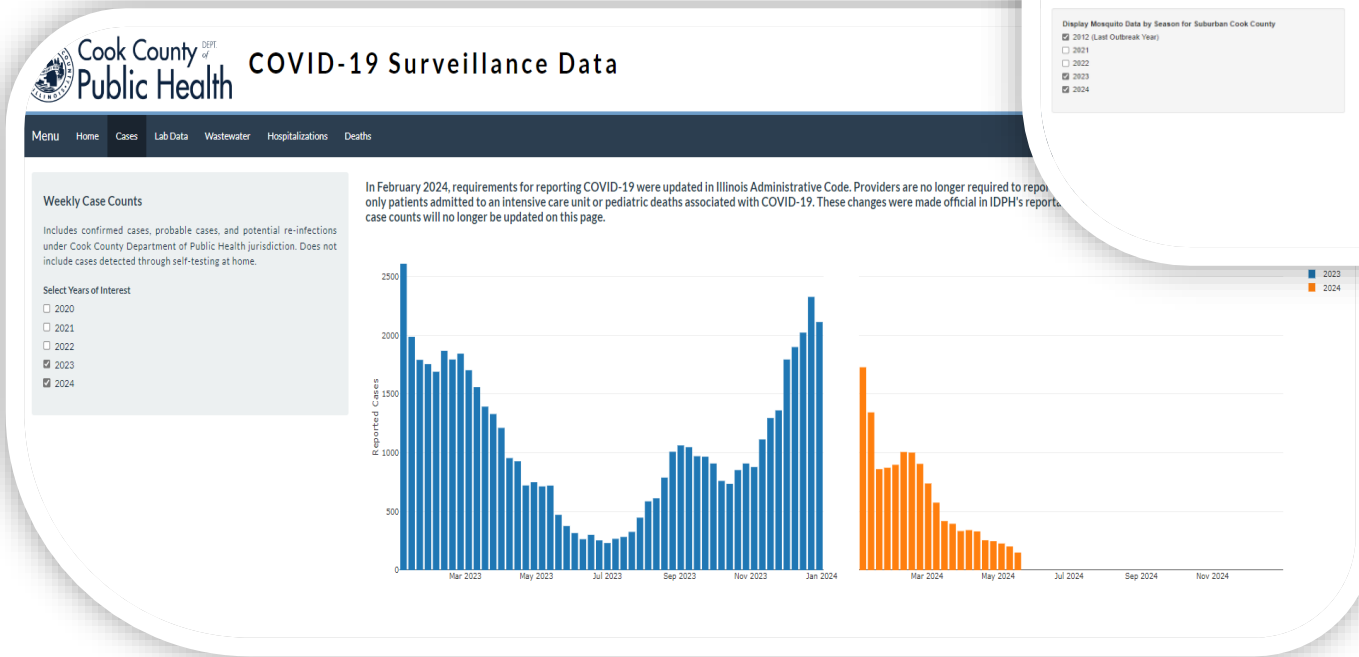 Cook County DEPT. of
Public Health
COVID-19 Surveillance Data
Menu Home Cases Lab Data Wastewater Hospitalizations Deaths
Weekly Case Counts
Includes confirmed cases, probable cases, and potential re-infections
under Cook County Department of Public Health jurisdiction. Does not
include cases detected through self-testing at home.
Select Years of Interest
2020
2021
2022
2023
2024
In February 2024, requirements for reporting COVID-19 were updated in Illinois Administrative Code. Providers are no longer required to
only patients admitted to an intensive care unit or pediatric deaths associated with COVID-19. These changes were made official in IDPH's
case counts will no longer be updated on this page.
Reported Cases
2500
2000
1500
1000
500
0
Mar 2023 May 2023 Jul 2023 Sep 2023 Nov 2023 Jan 2024
Mar 2024 May 2024 Jul 2024 Sep 2024 Nov 2024
2023
2024
Display Mosquito Data by Season for Suburban Cook County
2012 (Last Outbreak Year)
2021
2022
2023
2024